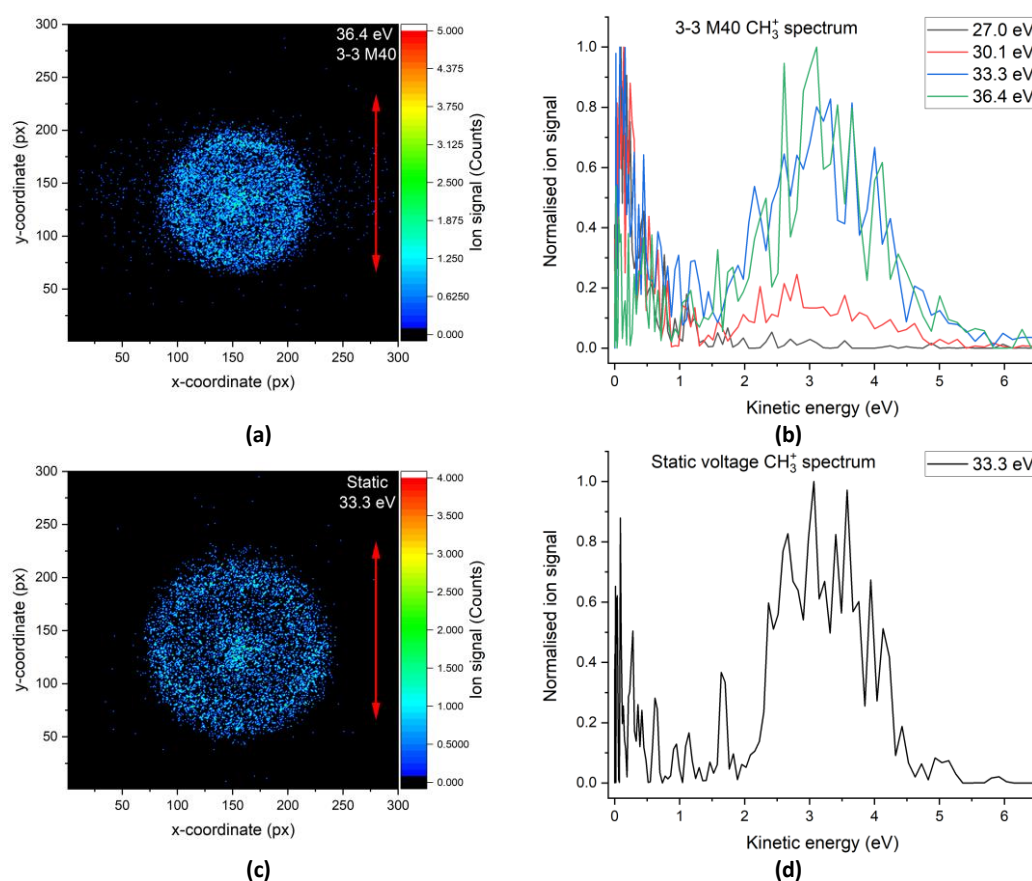 36.4 eV
3-3 M40
y-coordinate (px)
300
250
200
150
100
50
50 100 150 200 250 300
x-coordinate (px)
5.000
4.375
3.750
3.125
2.500
1.875
1.250
0.6250
0.000
Ion signal (Counts)
(a)
3-3 M40 CH₃⁺ spectrum
27.0 eV
30.1 eV
33.3 eV
36.4 eV
Normalised ion signal
1.0
0.8
0.6
0.4
0.2
0.0
0 1 2 3 4 5 6
Kinetic energy (eV)
(b)
Static
33.3 eV
y-coordinate (px)
300
250
200
150
100
50
50 100 150 200 250 300
x-coordinate (px)
4.000
3.500
3.000
2.500
2.000
1.500
1.000
0.5000
0.000
Ion signal (Counts)
(c)
Static voltage CH₃⁺ spectrum
33.3 eV
Normalised ion signal
1.0
0.8
0.6
0.4
0.2
0.0
0 1 2 3 4 5 6
Kinetic energy (eV)
(d)